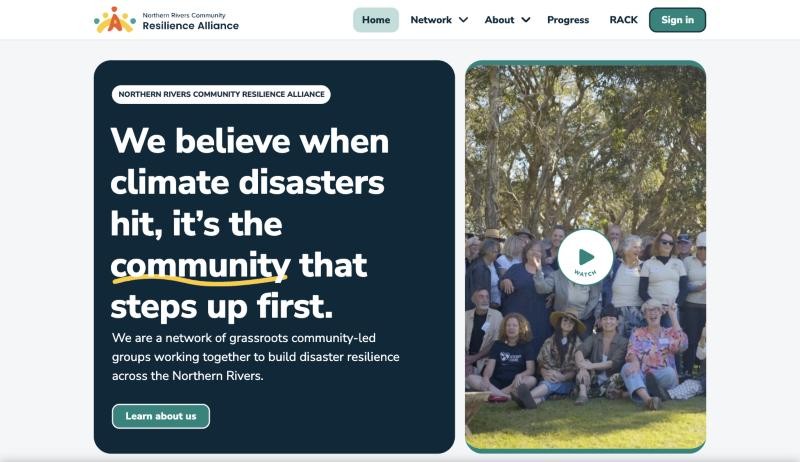 Northern Rivers Community
Resilience Alliance
Home
Network
About
Progress
RACK
Sign in
NORTHERN RIVERS COMMUNITY RESILIENCE ALLIANCE
We believe when
climate disasters
hit, it's the
community that
steps up first.
We are a network of grassroots community-led
groups working together to build disaster resilience
across the Northern Rivers.
Learn about us
WATCH